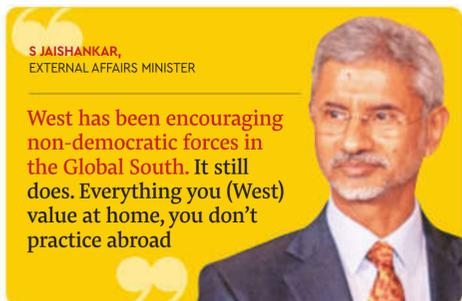 S JAISHANKAR,
EXTERNAL AFFAIRS MINISTER
West has been encouraging
non-democratic forces in
the Global South. It still
does. Everything you (West)
value at home, you don't
practice abroad